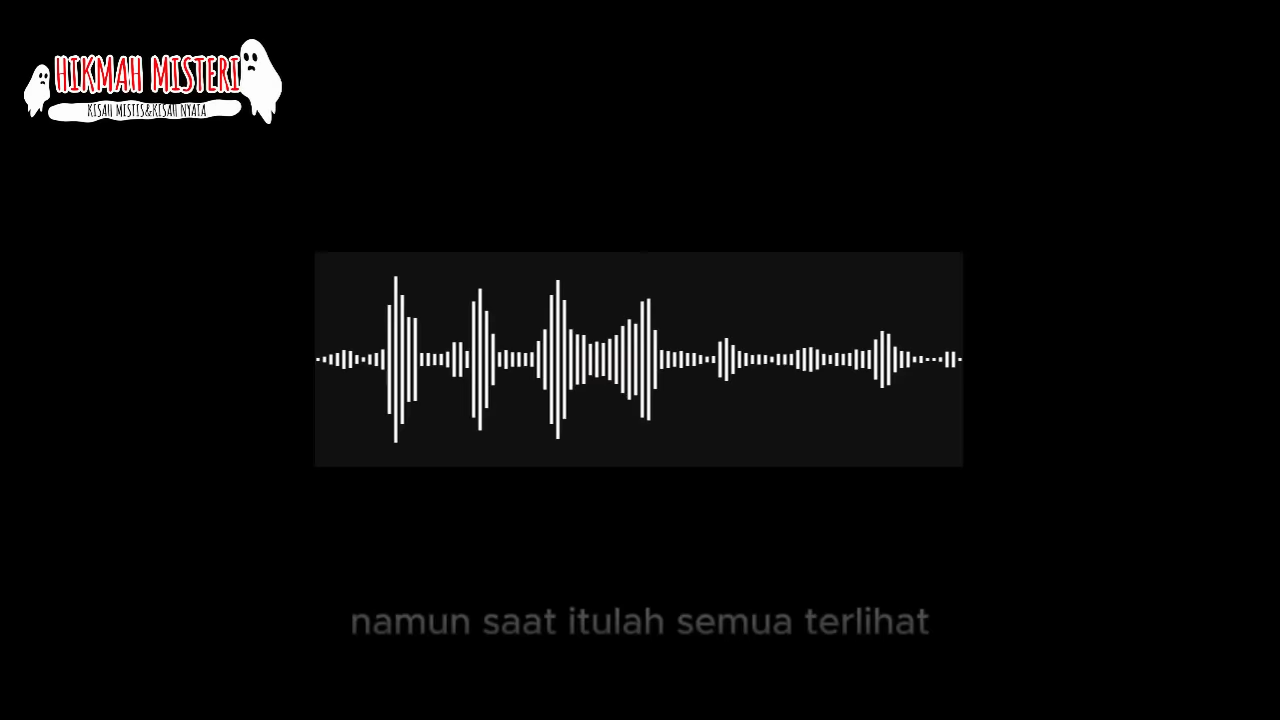 HIKMAH MISTERI
KISAH MISTIS&KISAH NYATA
namun saat itulah semua terlihat